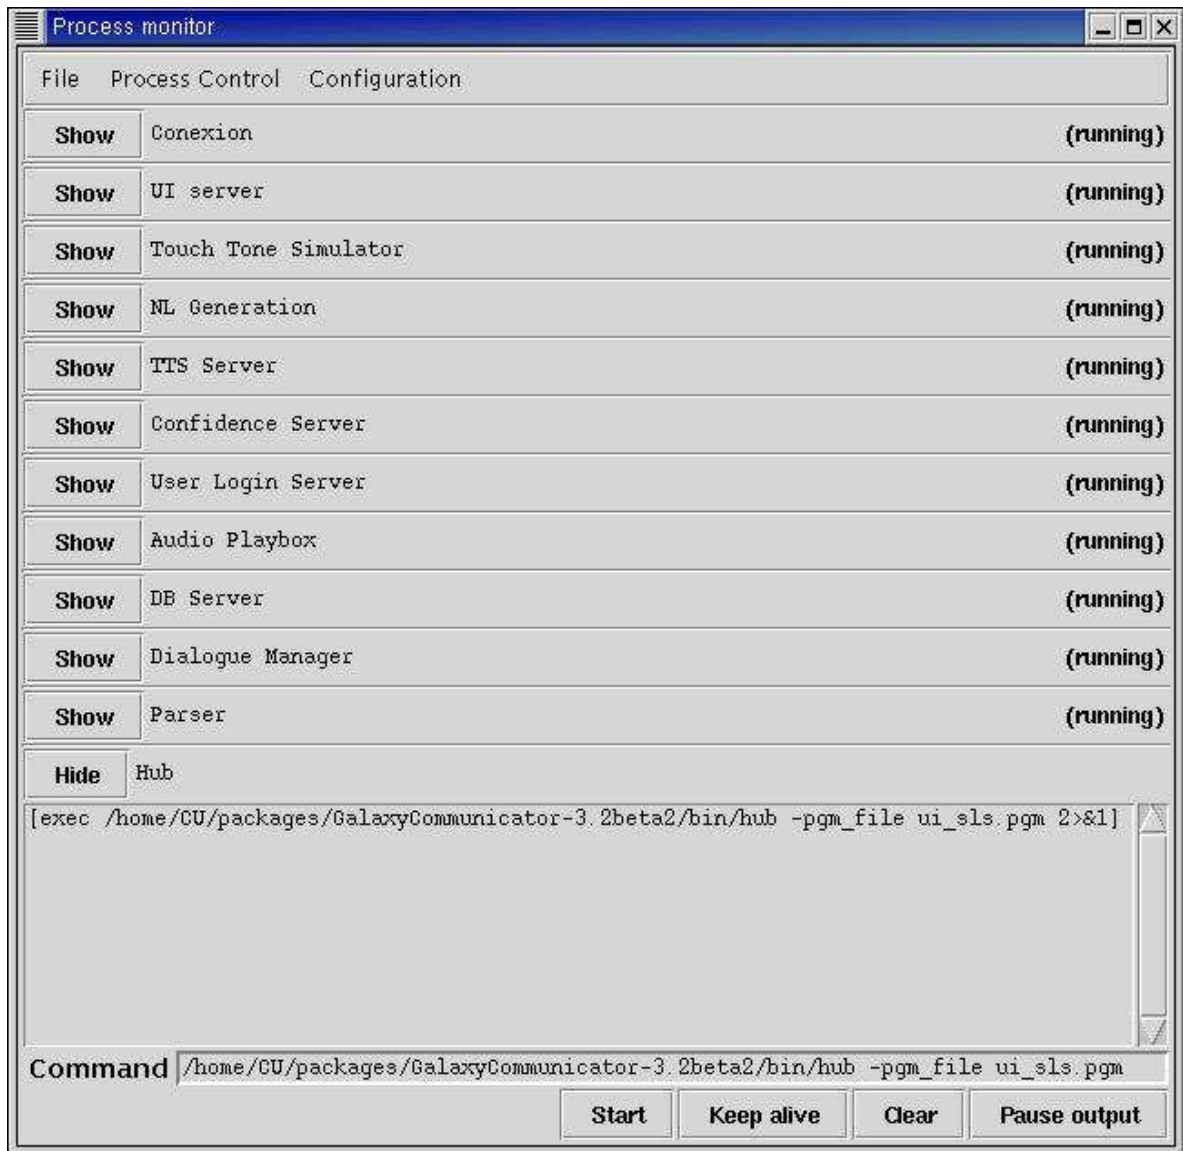 Process monitor
File Process Control Configuration
Show Conexion (running)
Show UI server (running)
Show Touch Tone Simulator (running)
Show NL Generation (running)
Show TTS Server (running)
Show Confidence Server (running)
Show User Login Server (running)
Show Audio Playbox (running)
Show DB Server (running)
Show Dialogue Manager (running)
Show Parser (running)
Hide Hub
[exec /home/CU/packages/GalaxyCommunicator-3.2beta2/bin/hub -pgm_file ui_sls.pgm 2>&1]
Command /home/CU/packages/GalaxyCommunicator-3.2beta2/bin/hub -pgm_file ui_sls.pgm
Start Keep alive Clear Pause output